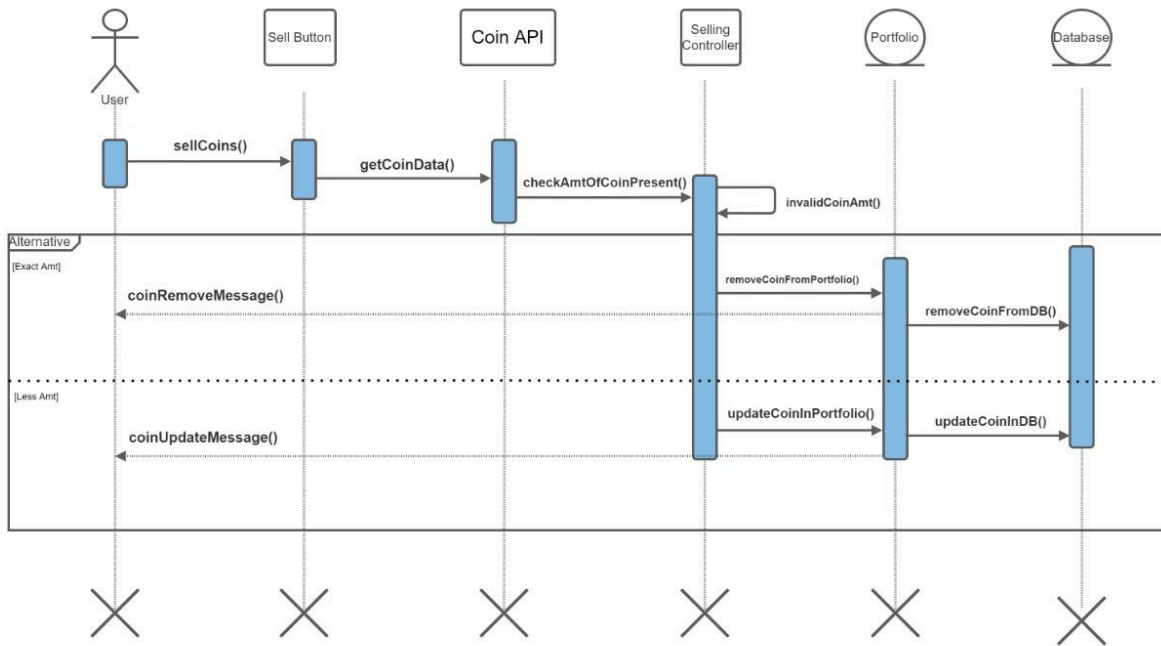 Sell Button
Coin API
Selling
Controller
Portfolio
Database
User
sellCoins()
getCoinData()
checkAmtOfCoinPresent()
invalidCoinAmt()
Alternative
[Exact Amt]
removeCoinFromPortfolio()
coinRemoveMessage()
removeCoinFromDB()
[Less Amt]
updateCoinInPortfolio()
updateCoinInDB()
coinUpdateMessage()